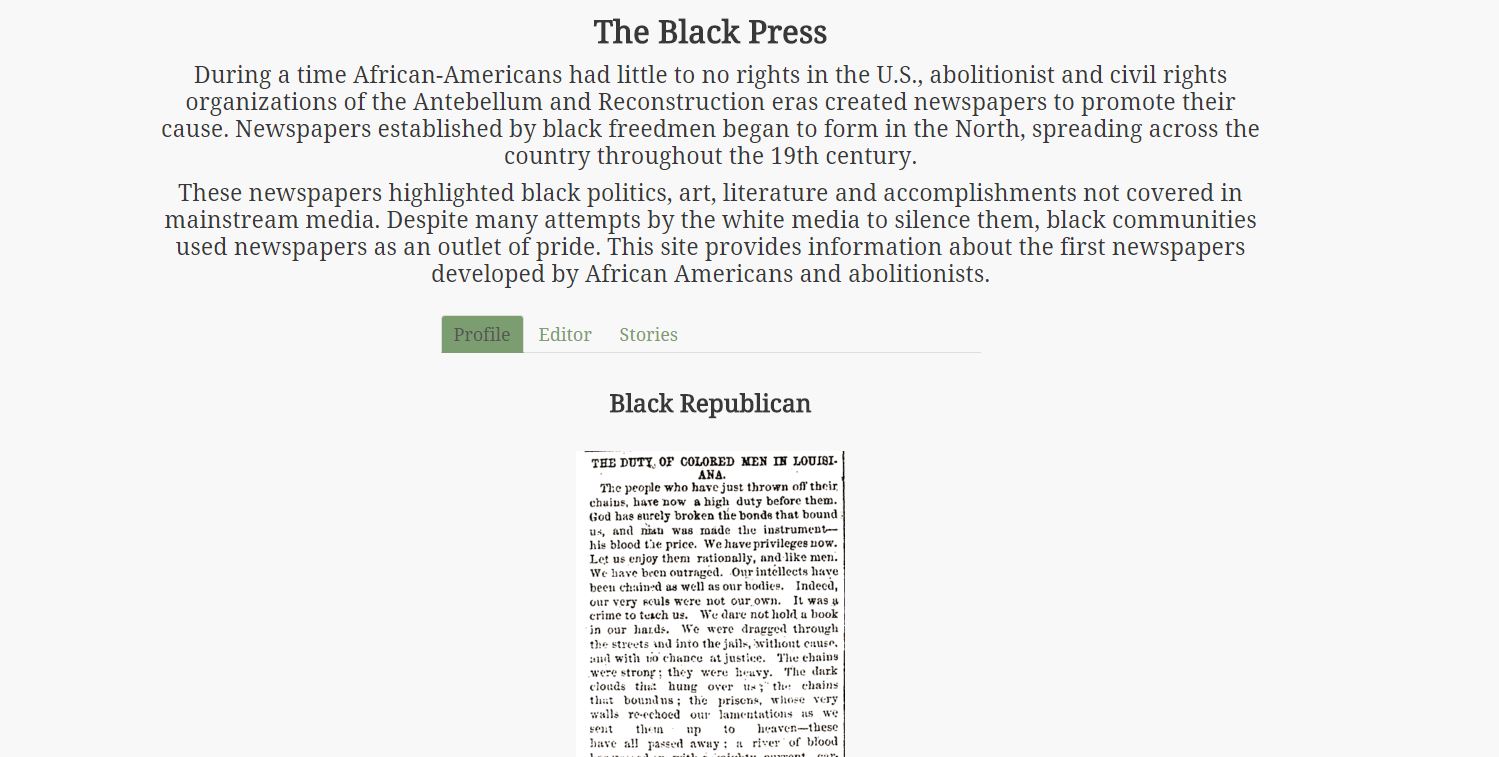 The Black Press
During a time African-Americans had little to no rights in the U.S., abolitionist and civil rights
organizations of the Antebellum and Reconstruction eras created newspapers to promote their
cause. Newspapers established by black freedmen began to form in the North, spreading across the
country throughout the 19th century.
These newspapers highlighted black politics, art, literature and accomplishments not covered in
mainstream media. Despite many attempts by the white media to silence them, black communities
used newspapers as an outlet of pride. This site provides information about the first newspapers
developed by African Americans and abolitionists.
Profile Editor Stories
Black Republican
THE DUTY OF COLORED MEN IN LOUISI-
ANA.
The people who have just thrown off their
chains, have now a high duty before them.
God has surely broken the bonds that bound
us, and man was made the instrument—
his blood the price. We have privileges now.
Let us enjoy them rationally, and like men.
We have been outraged. Our intellects have
been chained as well as our bodies. Indeed,
our very souls were not our own. It was a
crime to teach us. We dare not hold a book
in our hands. We were dragged through
the streets and into the jails, without cause,
and with no chance at justice. The chains
were strong; they were heavy. The dark
clouds that hung over us; the chains
that bound us; the prisons, whose very
walls re-echoed our lamentations as we
sent them up to heaven—these
have all passed away; a river of blood